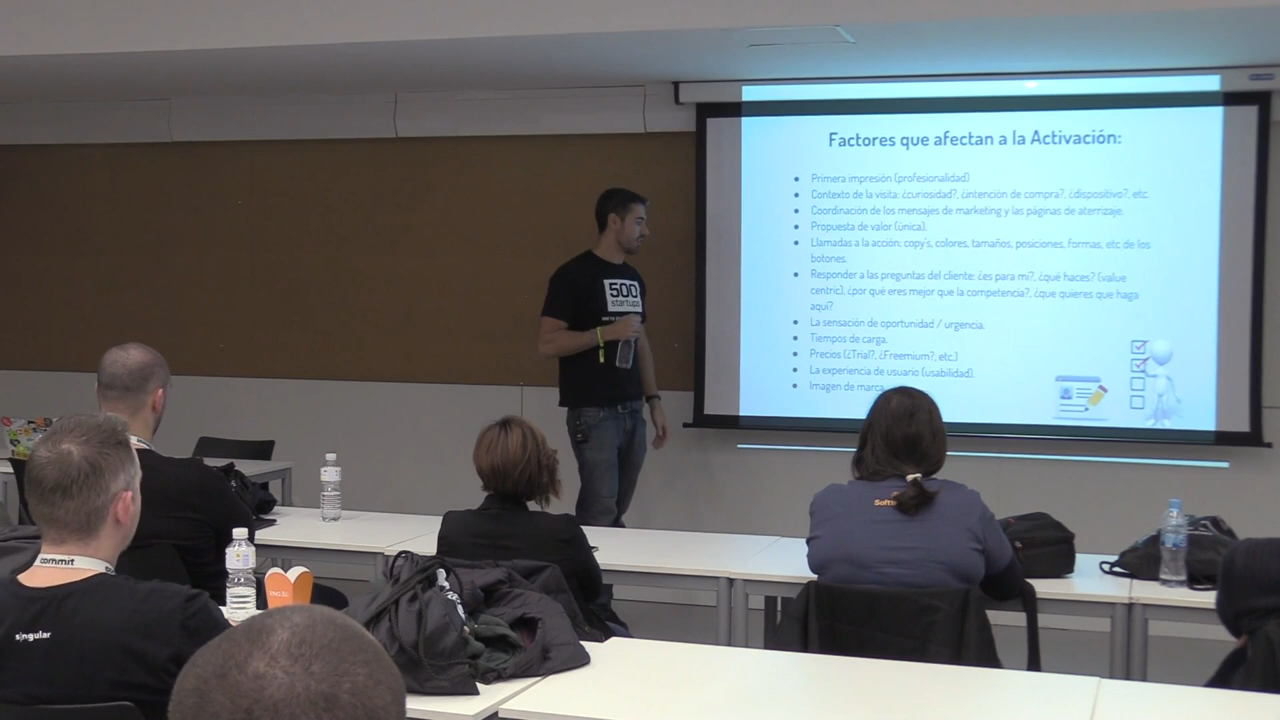 Factores que afectan a la Activación:
Primera impresión (profesionalidad)
Contexto de la visita: ¿curiosidad?, ¿intención de compra?, ¿dispositivo?, etc.
Coordinación de los mensajes de marketing y las páginas de aterrizaje.
Propuesta de valor (única).
Llamadas a la acción; copy's, colores, tamaños, posiciones, formas, etc de los
botones.
Responder a las preguntas del cliente: ¿es para mi?, ¿qué haces? (value
centric), ¿por qué eres mejor que la competencia?, ¿que quieres que haga
aquí?
La sensación de oportunidad / urgencia.
Tiempos de carga.
Precios (¿Trial?, ¿Freemium?, etc.)
La experiencia de usuario (usabilidad).
Imagen de marca
500
startups
commit
s|ngular
ING